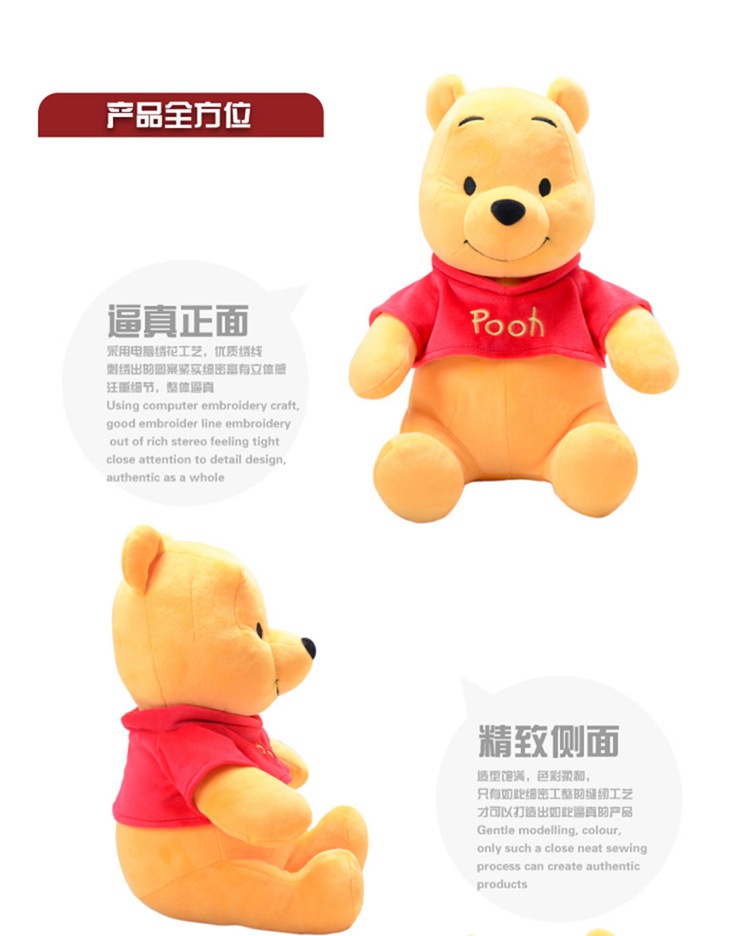 产品全方位
Pooh
逼真正面
采用电脑绣花工艺，优质绣线
刺绣出的图案紧实细密富有立体感
注重细节，整体逼真
Using computer embroidery craft,
good embroider line embroidery
out of rich stereo feeling tight
close attention to detail design,
authentic as a whole
精致侧面
造型饱满，色彩柔和，
只有如此细密工整的缝纫工艺
才可以打造出如此逼真的产品
Gentle modelling, colour,
only such a close neat sewing
process can create authentic
products